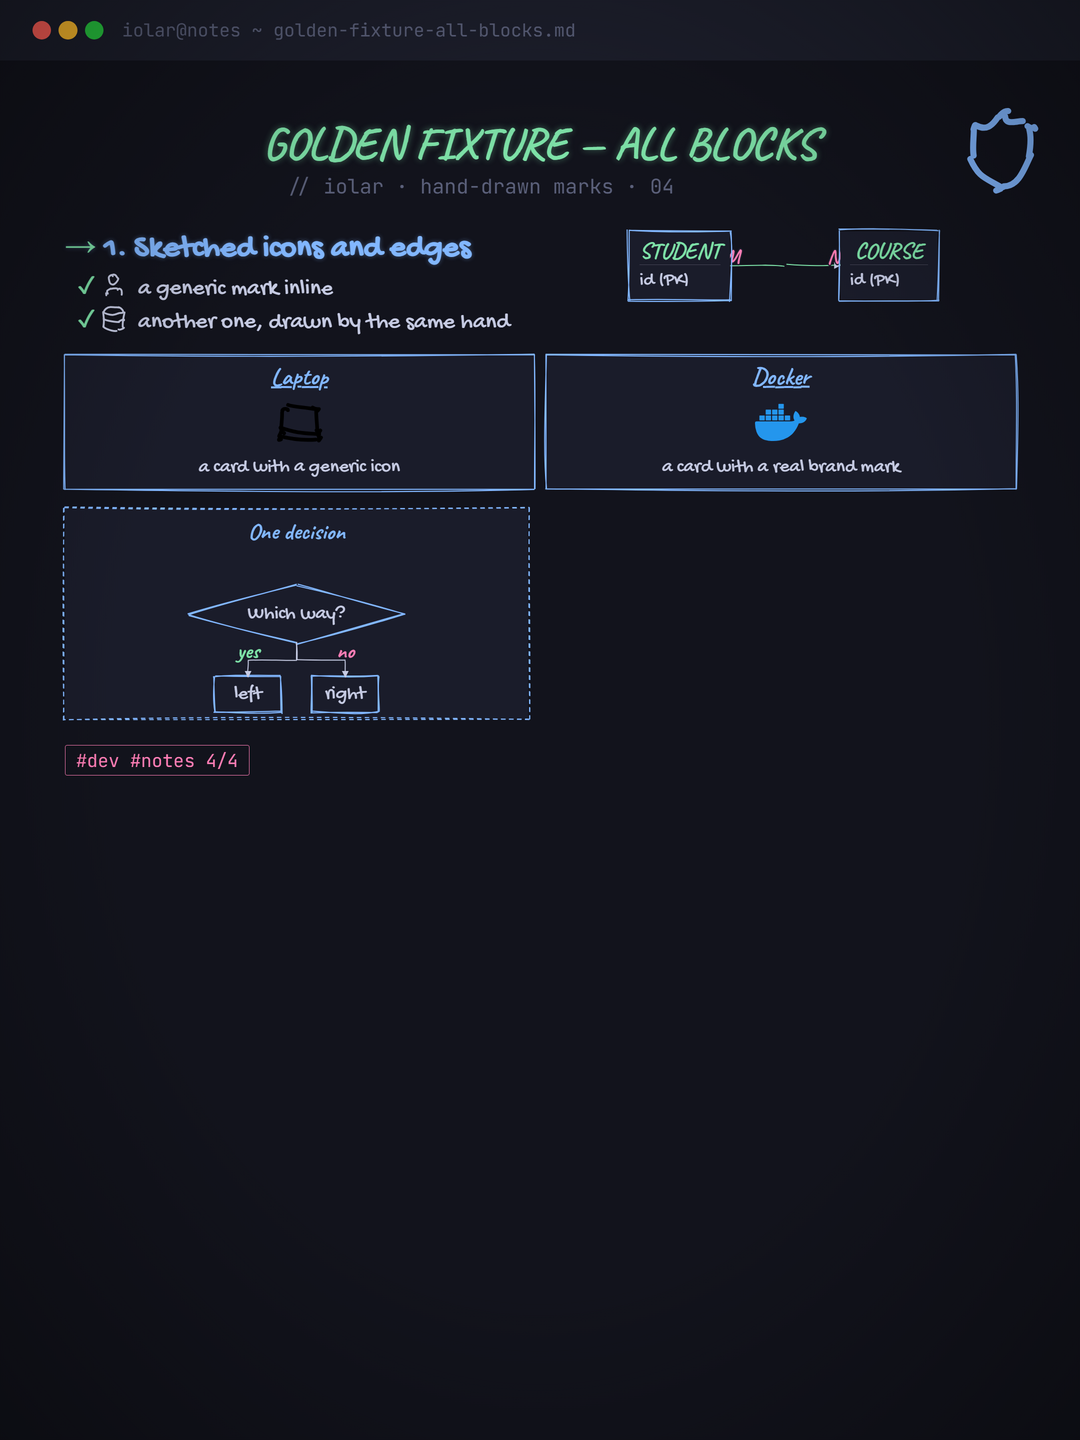 iolar@notes ~ golden-fixture-all-blocks.md
GOLDEN FIXTURE — ALL BLOCKS
// iolar · hand-drawn marks · 04
→ 1. Sketched icons and edges
✓ a generic mark inline
✓ another one, drawn by the same hand
STUDENT
id (PK)
M
N
COURSE
id (PK)
Laptop
a card with a generic icon
Docker
a card with a real brand mark
One decision
Which way?
yes
no
left
right
#dev #notes 4/4